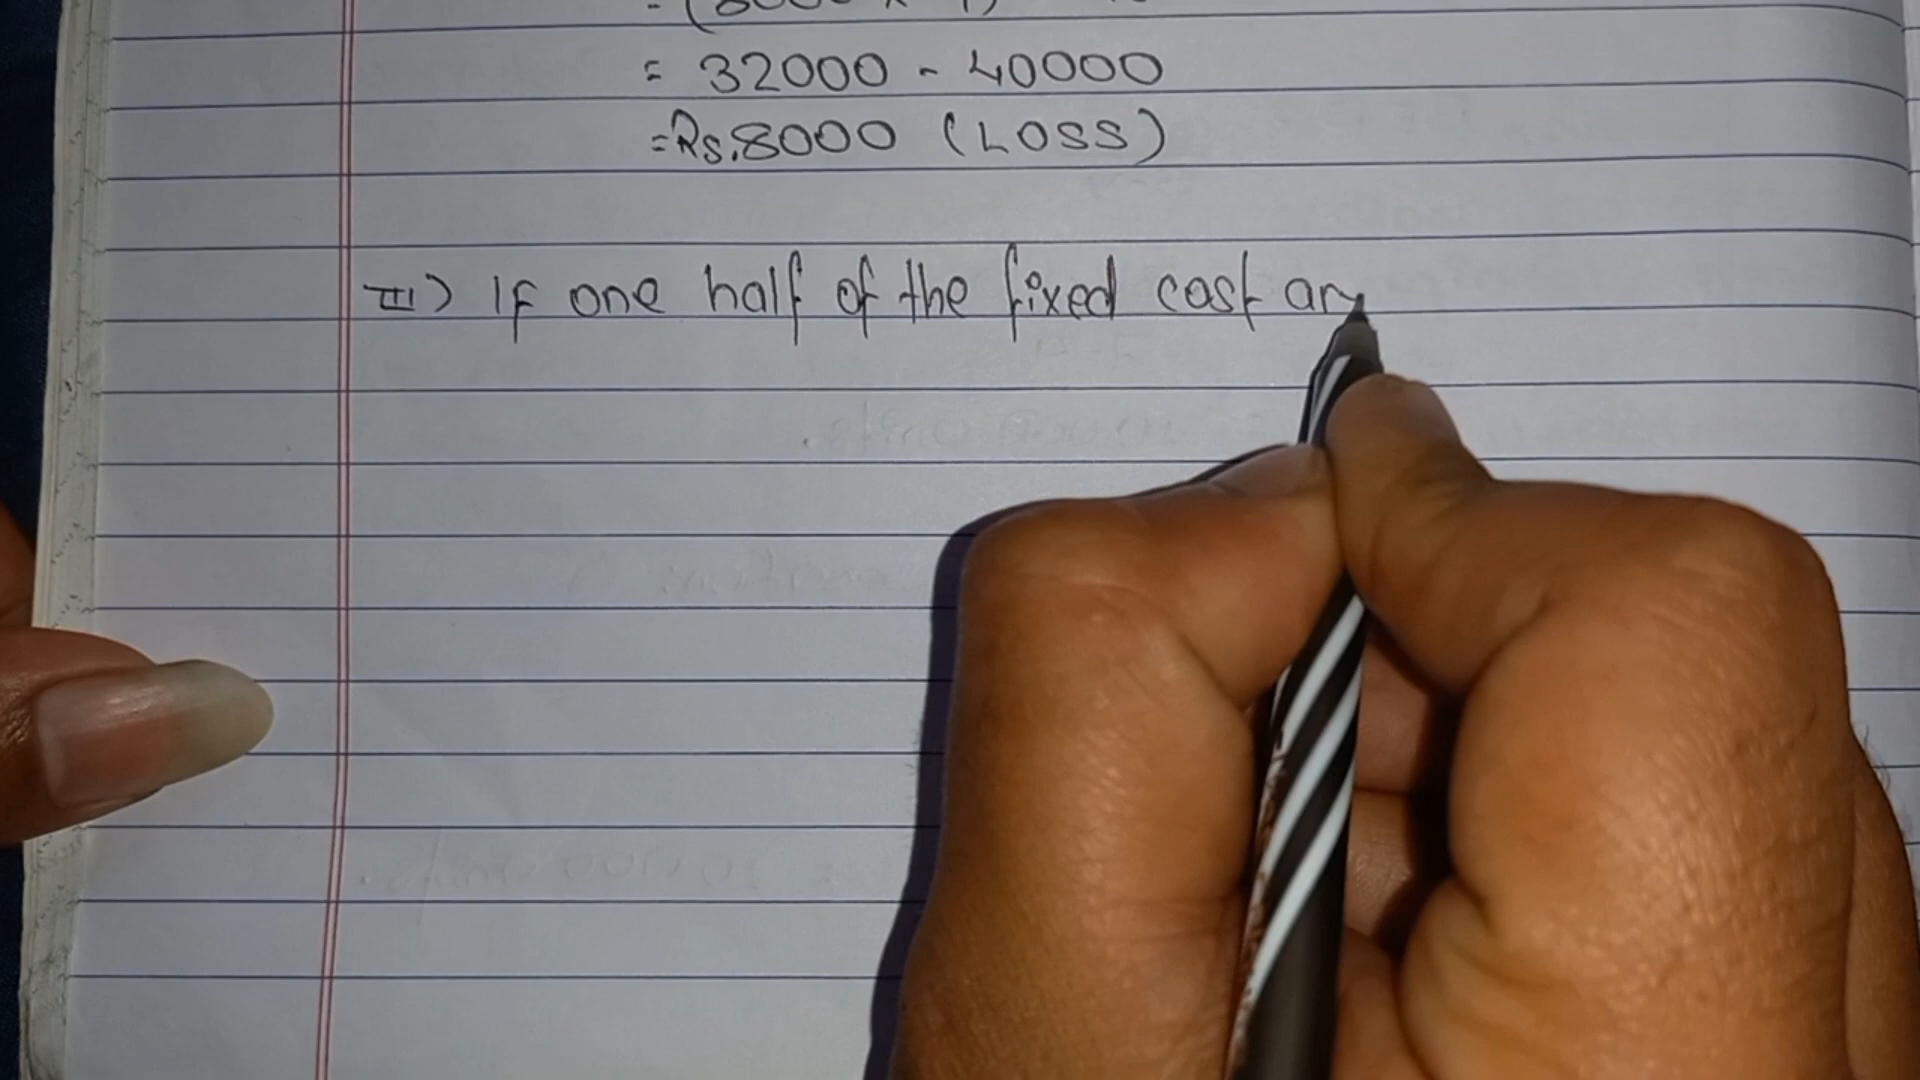 = 32000 - 40000
= Rs.8000 (LOSS)
III) If one half of the fixed cost ar